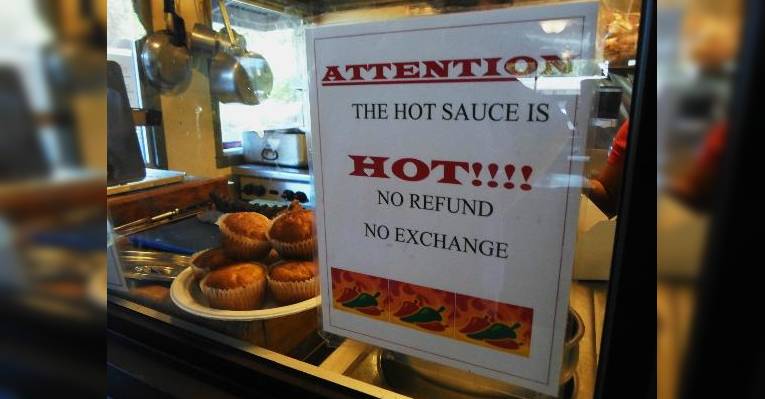 ATTENTION
THE HOT SAUCE IS
HOT!!!!
NO REFUND
NO EXCHANGE